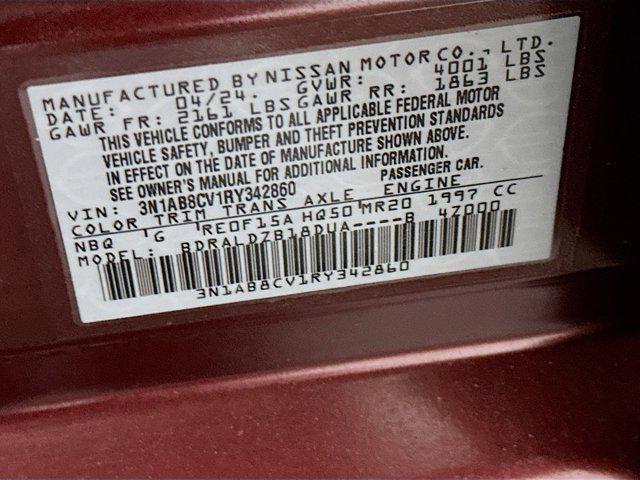 MANUFACTURED BY NISSAN MOTOR CO., LTD.
DATE: 04/24. GVWR: 4001 LBS
GAWR FR: 2161 LBS GAWR RR: 1863 LBS
THIS VEHICLE CONFORMS TO ALL APPLICABLE FEDERAL MOTOR
VEHICLE SAFETY, BUMPER AND THEFT PREVENTION STANDARDS
IN EFFECT ON THE DATE OF MANUFACTURE SHOWN ABOVE.
SEE OWNER'S MANUAL FOR ADDITIONAL INFORMATION.
VIN: 3N1AB8CV1RY342860 PASSENGER CAR.
COLOR TRIM TRANS AXLE ENGINE
NBQ G RE0F15A HQ50 MR20 1997 CC
MODEL: BDRALDZB18DUA----B 4Z000
3N1AB8CV1RY342860